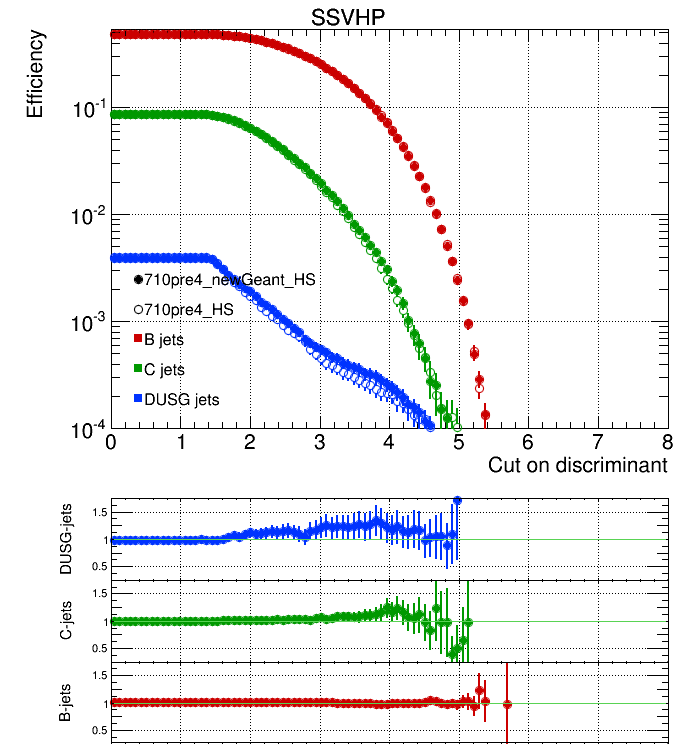 SSVHP
Efficiency
10-1
10-2
710pre4_newGeant_HS
710pre4_HS
10-3
B jets
C jets
DUSG jets
10-4
0 1 2 3 4 5 6 7 8
Cut on discriminant
DUSG-jets
1.5
1
0.5
C-jets
1.5
1
0.5
B-jets
1.5
1
0.5